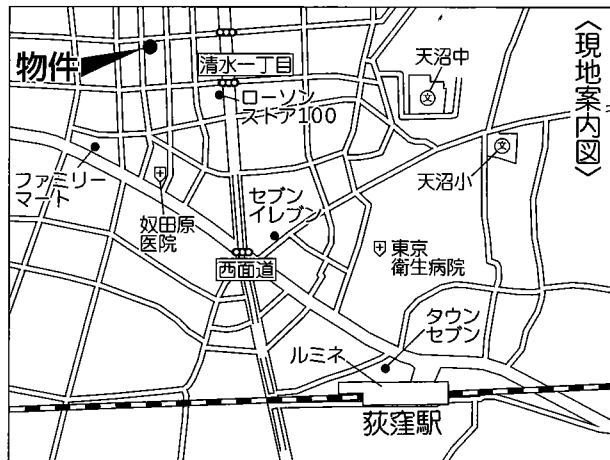 〈現地案内図〉
物件
清水一丁目
天沼中
文
ローソン
ストア100
文
天沼小
ファミリー
マート
奴田原
医院
セブン
イレブン
東京
衛生病院
西面道
タウン
セブン
ルミネ
荻窪駅